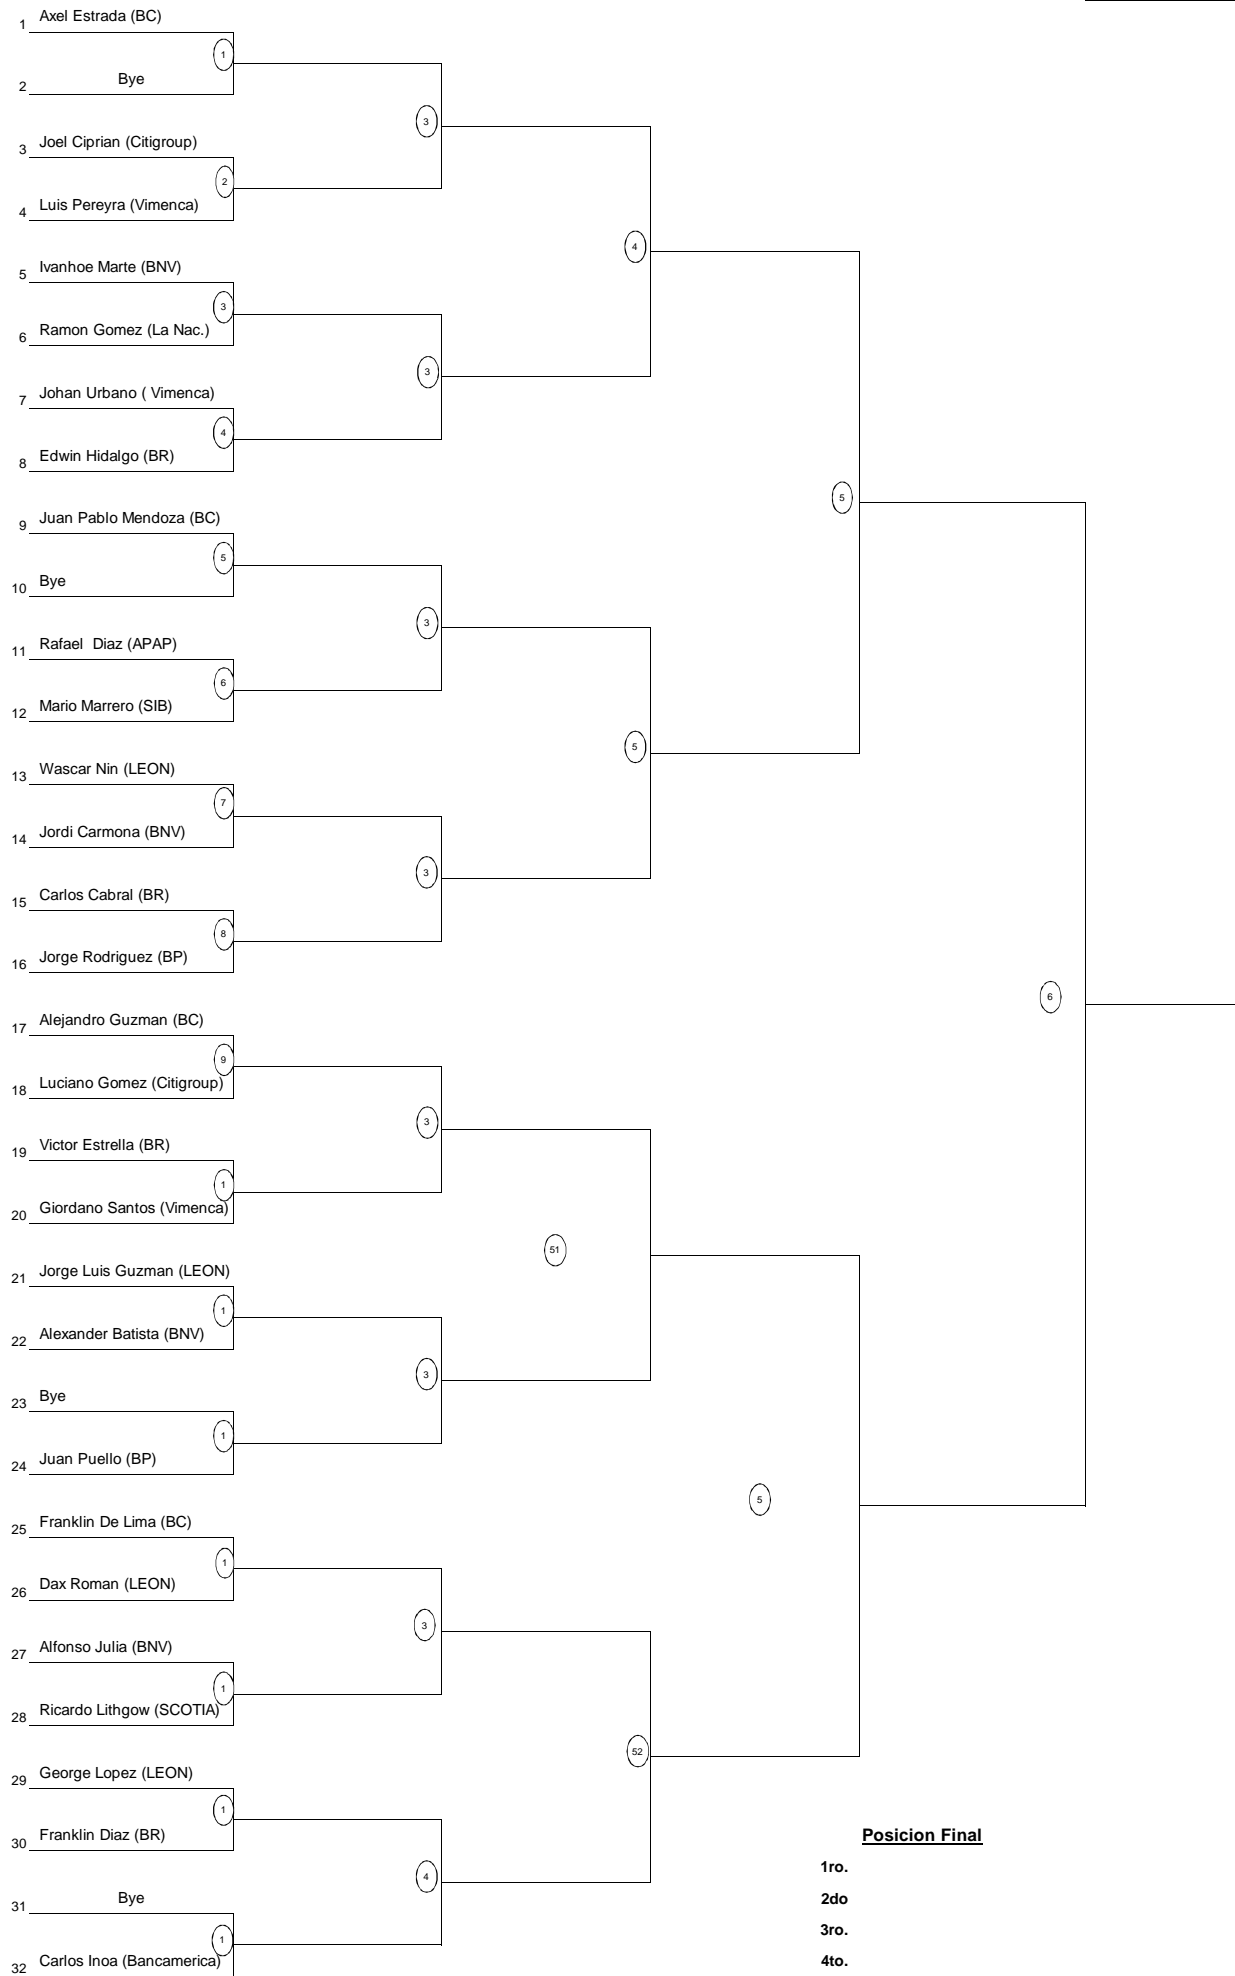 1 Axel Estrada (BC)
1
2 Bye
3
3 Joel Ciprian (Citigroup)
2
4 Luis Pereyra (Vimenca)
4
5 Ivanhoe Marte (BNV)
3
6 Ramon Gomez (La Nac.)
3
7 Johan Urbano ( Vimenca)
4
8 Edwin Hidalgo (BR)
5
9 Juan Pablo Mendoza (BC)
5
10 Bye
3
11 Rafael  Diaz (APAP)
6
12 Mario Marrero (SIB)
5
13 Wascar Nin (LEON)
7
14 Jordi Carmona (BNV)
3
15 Carlos Cabral (BR)
8
16 Jorge Rodriguez (BP)
6
17 Alejandro Guzman (BC)
9
18 Luciano Gomez (Citigroup)
3
19 Victor Estrella (BR)
1
20 Giordano Santos (Vimenca)
51
21 Jorge Luis Guzman (LEON)
1
22 Alexander Batista (BNV)
3
23 Bye
1
24 Juan Puello (BP)
5
25 Franklin De Lima (BC)
1
26 Dax Roman (LEON)
3
27 Alfonso Julia (BNV)
1
28 Ricardo Lithgow (SCOTIA)
52
29 George Lopez (LEON)
1
30 Franklin Diaz (BR)
4
31 Bye
1
32 Carlos Inoa (Bancamerica)
Posicion Final
1ro.
2do
3ro.
4to.